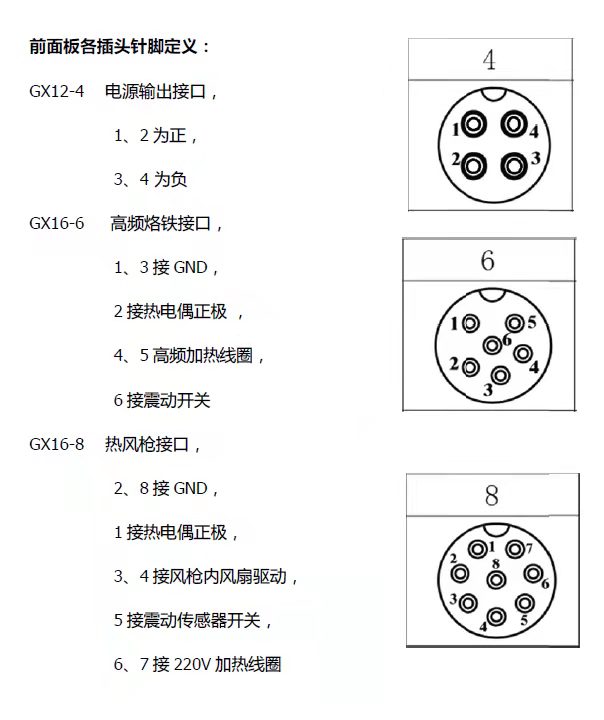 前面板各插头针脚定义：
GX12-4 电源输出接口，
1、2 为正，
3、4 为负
GX16-6 高频烙铁接口，
1、3 接 GND，
2 接热电偶正极 ，
4、5 高频加热线圈，
6 接震动开关
GX16-8 热风枪接口，
2、8 接 GND，
1 接热电偶正极，
3、4 接风枪内风扇驱动，
5 接震动传感器开关，
6、7 接 220V 加热线圈
4
1 4
2 3
6
1 5
6
2 4
3
8
1 7
2 8 6
3 5
4